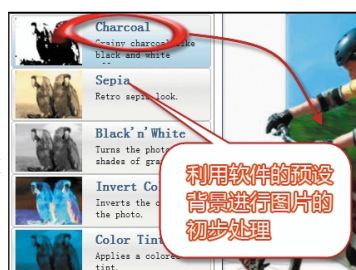 Charcoal
Grainy charcoal like
black and white
Sepia
Retro sepia look.
Black'n'White
Turns the photo
shades of gra
利用软件的预设
背景进行图片的
初步处理
Invert Co
Inverts the
the photo.
Color Tint
Applies a colored
tint.